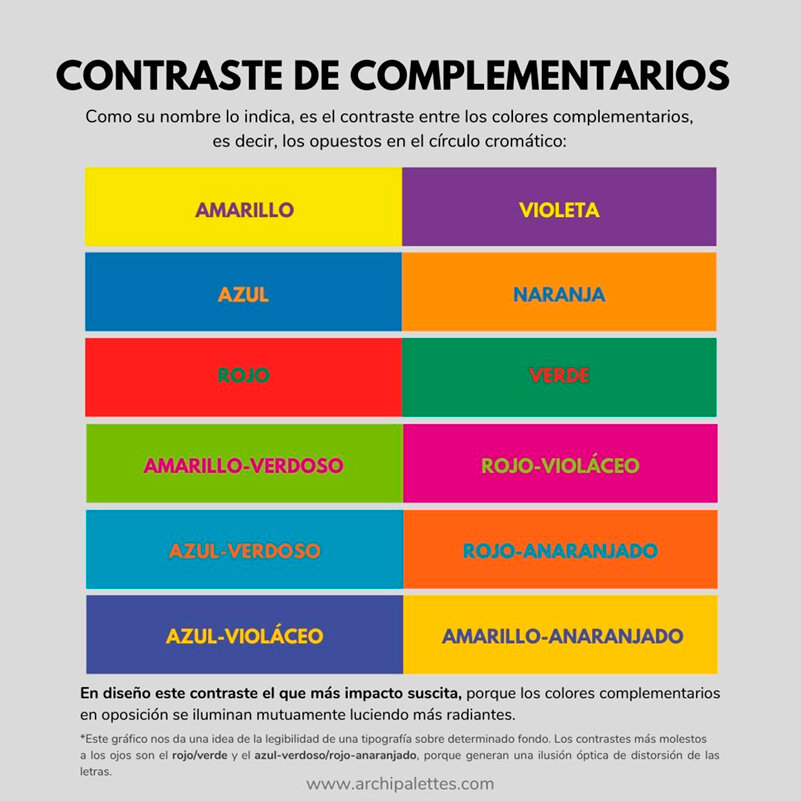 CONTRASTE DE COMPLEMENTARIOS
Como su nombre lo indica, es el contraste entre los colores complementarios,
es decir, los opuestos en el círculo cromático:
AMARILLO
VIOLETA
AZUL
NARANJA
ROJO
VERDE
AMARILLO-VERDOSO
ROJO-VIOLÁCEO
AZUL-VERDOSO
ROJO-ANARANJADO
AZUL-VIOLÁCEO
AMARILLO-ANARANJADO
En diseño este contraste el que más impacto suscita, porque los colores complementarios
en oposición se iluminan mutuamente luciendo más radiantes.
*Este gráfico nos da una idea de la legibilidad de una tipografía sobre determinado fondo. Los contrastes más molestos
a los ojos son el rojo/verde y el azul-verdoso/rojo-anaranjado, porque generan una ilusión óptica de distorsión de las
letras.
www.archipalettes.com